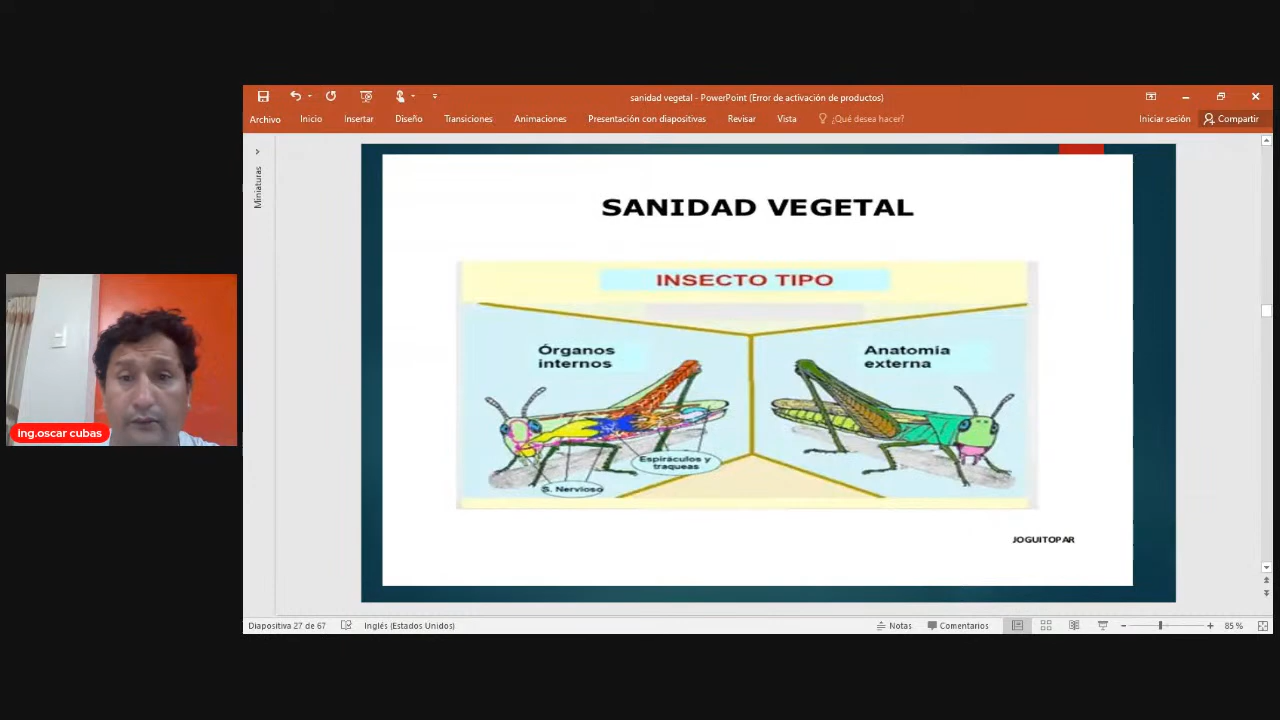 sanidad vegetal - PowerPoint (Error de activación de productos)
Archivo Inicio Insertar Diseño Transiciones Animaciones Presentación con diapositivas Revisar Vista ¿Qué desea hacer? Iniciar sesión Compartir
Miniaturas
SANIDAD VEGETAL
INSECTO TIPO
Órganos
internos
Anatomía
externa
Espiráculos y
traqueas
S. Nervioso
JOGUITOPAR
ing.oscar cubas
Diapositiva 27 de 67 Inglés (Estados Unidos) Notas Comentarios 85 %